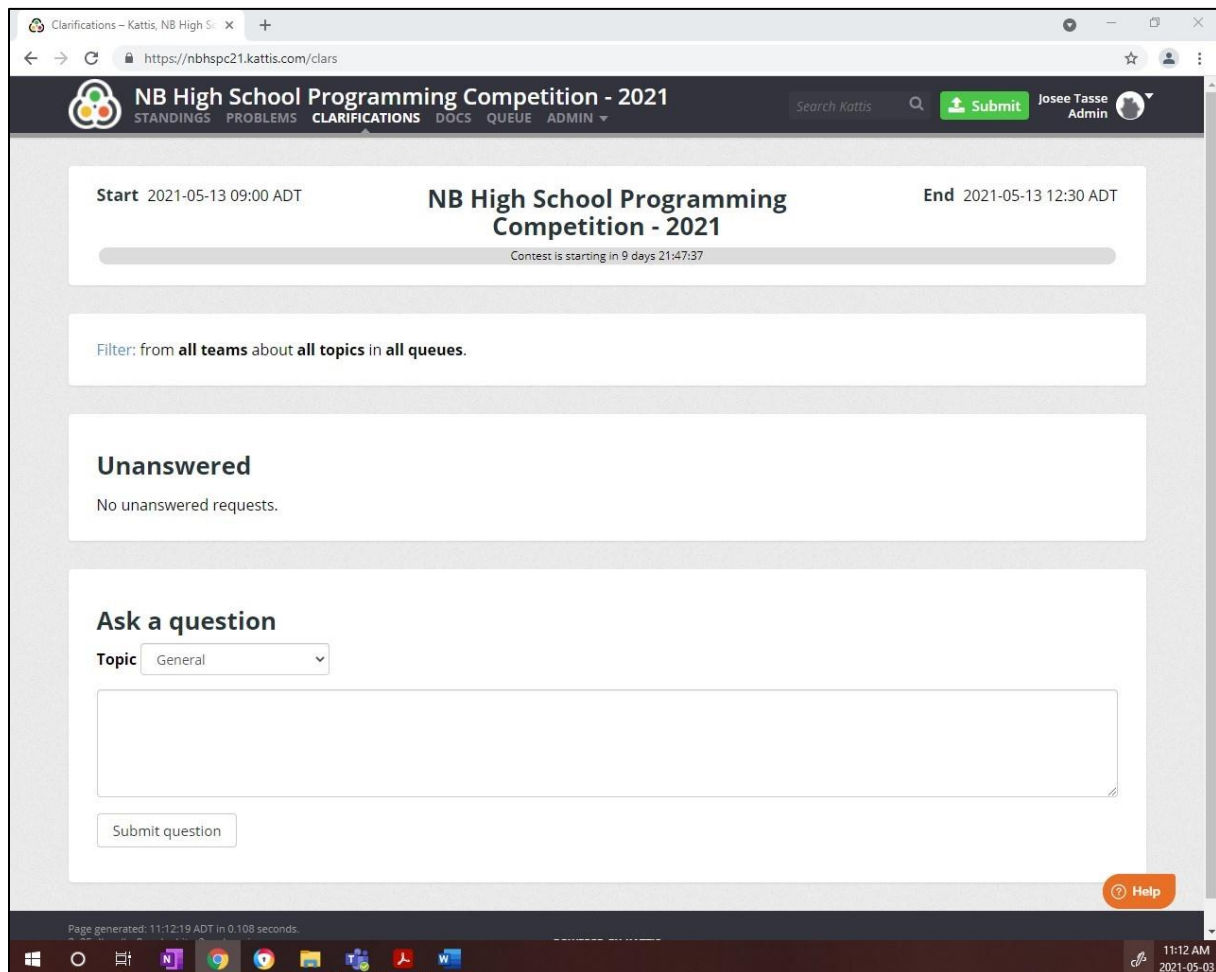 Clarifications – Kattis, NB High Sc
https://nbhspc21.kattis.com/clars
NB High School Programming Competition - 2021
STANDINGS PROBLEMS CLARIFICATIONS DOCS QUEUE ADMIN
Search Kattis
Submit
Josee Tasse
Admin
Start 2021-05-13 09:00 ADT
NB High School Programming
Competition - 2021
End 2021-05-13 12:30 ADT
Contest is starting in 9 days 21:47:37
Filter: from all teams about all topics in all queues.
Unanswered
No unanswered requests.
Ask a question
Topic General
Submit question
Help
Page generated: 11:12:19 ADT in 0.108 seconds.
11:12 AM
2021-05-03